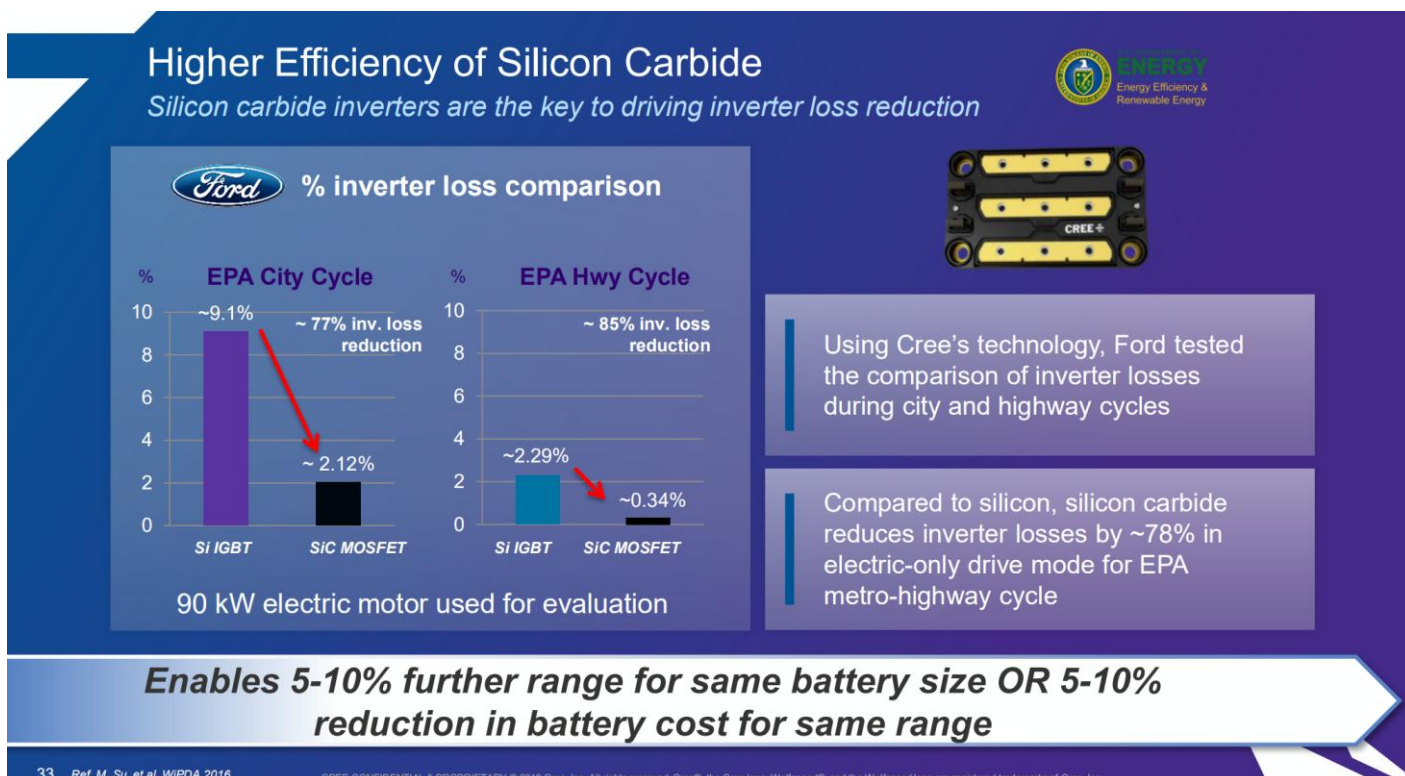 Higher Efficiency of Silicon Carbide
Silicon carbide inverters are the key to driving inverter loss reduction
ENERGY
Energy Efficiency &
Renewable Energy
Ford
% inverter loss comparison
CREE
%
EPA City Cycle
10
8
6
4
2
0
~9.1%
~ 77% inv. loss
reduction
~ 2.12%
Si IGBT
SiC MOSFET
%
EPA Hwy Cycle
10
8
6
4
2
0
~ 85% inv. loss
reduction
~2.29%
~0.34%
Si IGBT
SiC MOSFET
90 kW electric motor used for evaluation
Using Cree's technology, Ford tested
the comparison of inverter losses
during city and highway cycles
Compared to silicon, silicon carbide
reduces inverter losses by ~78% in
electric-only drive mode for EPA
metro-highway cycle
Enables 5-10% further range for same battery size OR 5-10%
reduction in battery cost for same range
33 Ref. M. Su, et al. WiPDA 2016